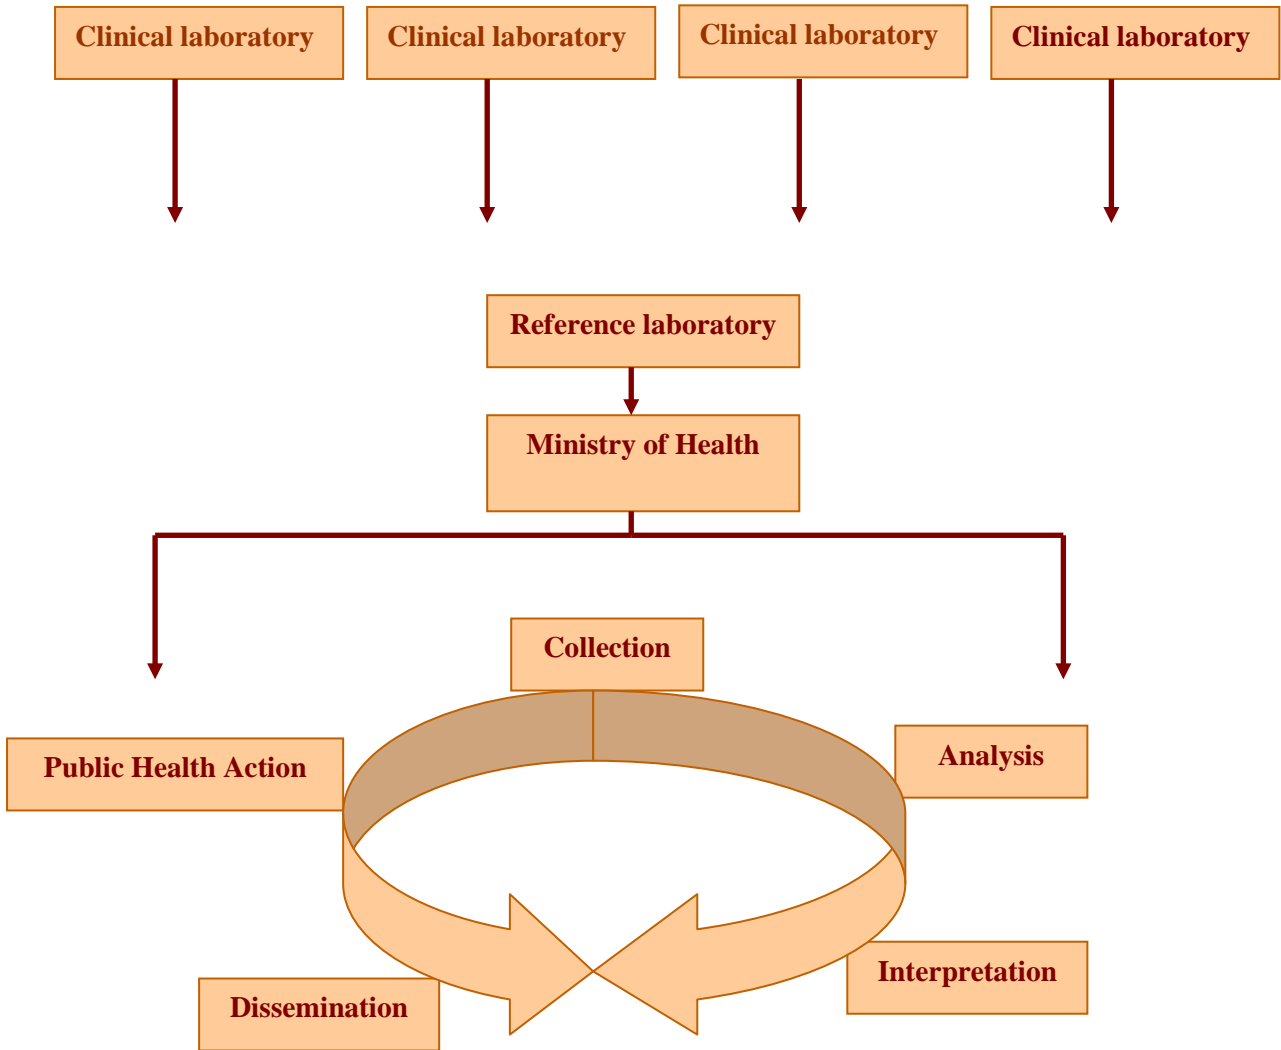 Clinical laboratory
Clinical laboratory
Clinical laboratory
Clinical laboratory
Reference laboratory
Ministry of Health
Collection
Public Health Action
Analysis
Interpretation
Dissemination